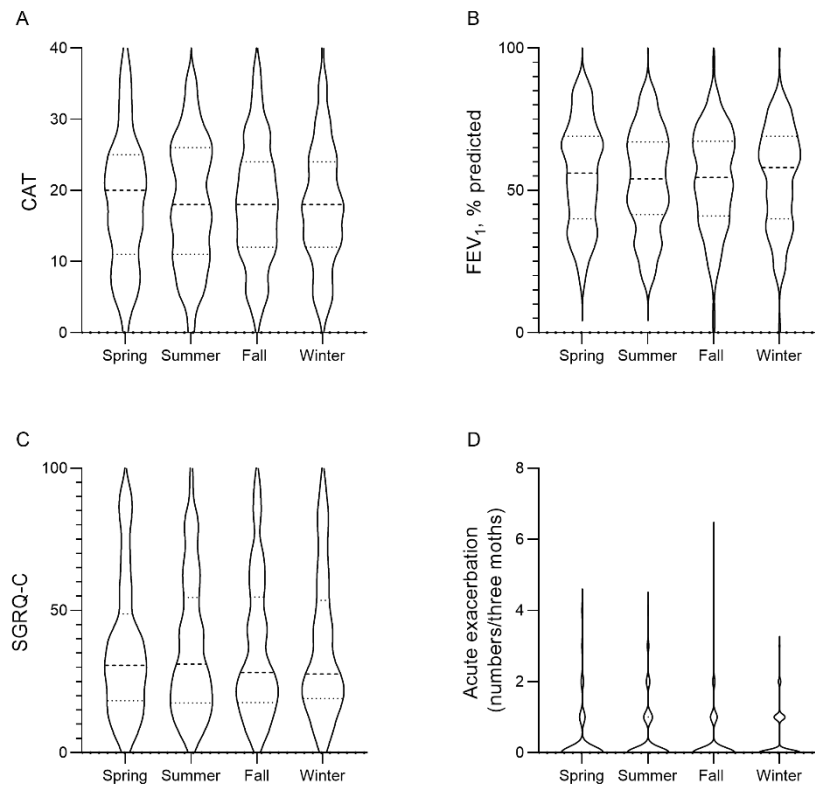 A
40
30
20
10
0
CAT
Spring Summer Fall Winter
B
100
50
0
FEV1, % predicted
Spring Summer Fall Winter
C
100
50
0
SGRQ-C
Spring Summer Fall Winter
D
8
6
4
2
0
Acute exacerbation
(numbers/three moths)
Spring Summer Fall Winter